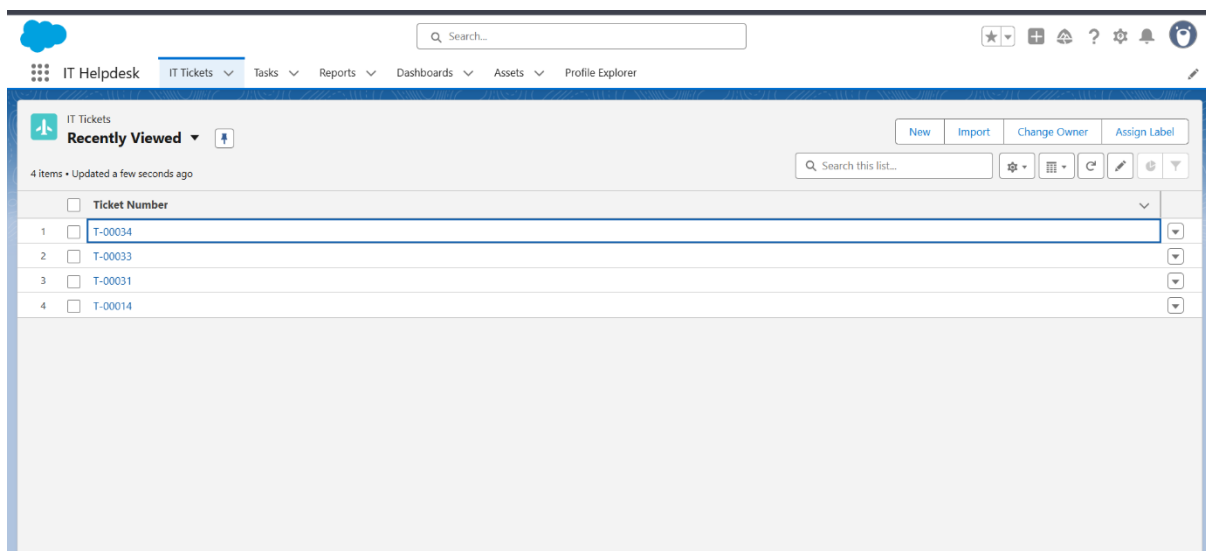 Search...
IT Helpdesk IT Tickets Tasks Reports Dashboards Assets Profile Explorer
IT Tickets
Recently Viewed
New Import Change Owner Assign Label
4 items • Updated a few seconds ago
Search this list...
Ticket Number
1 T-00034
2 T-00033
3 T-00031
4 T-00014